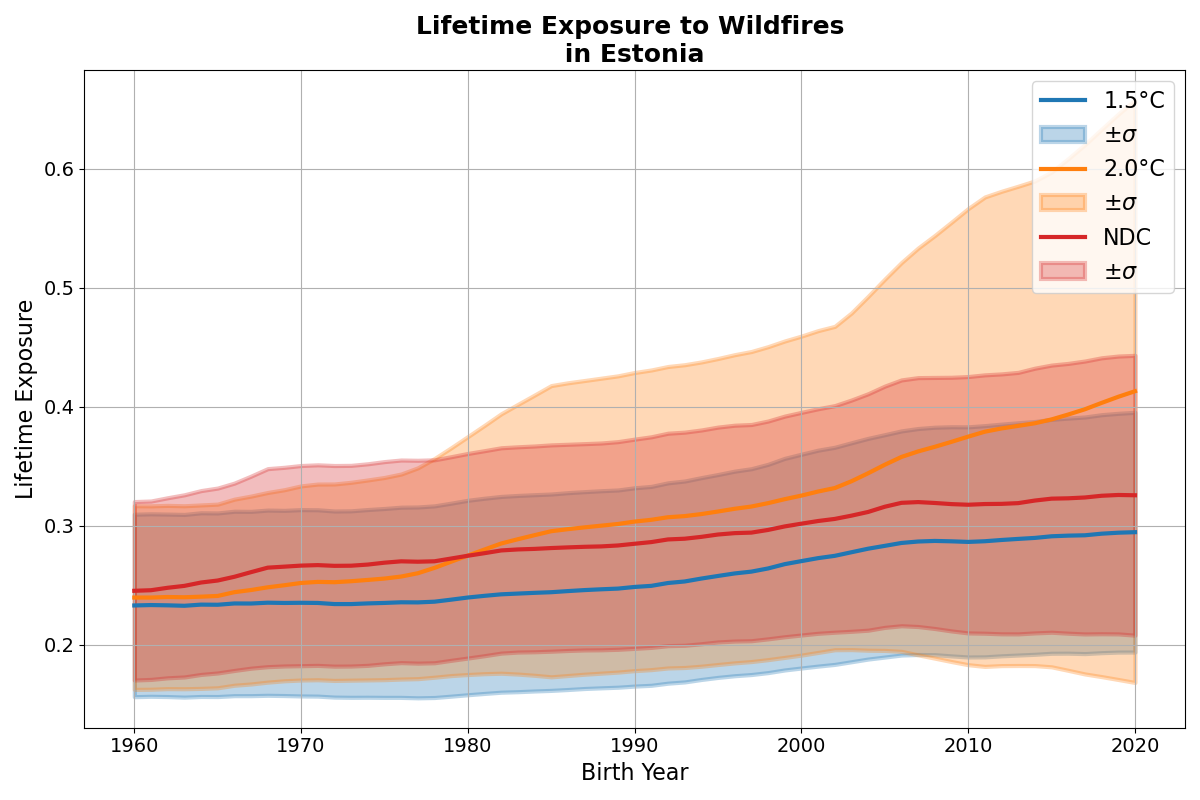 Lifetime Exposure to Wildfires
in Estonia
1.5°C
±σ
2.0°C
±σ
NDC
±σ
Lifetime Exposure
0.6
0.5
0.4
0.3
0.2
1960
1970
1980
1990
2000
2010
2020
Birth Year